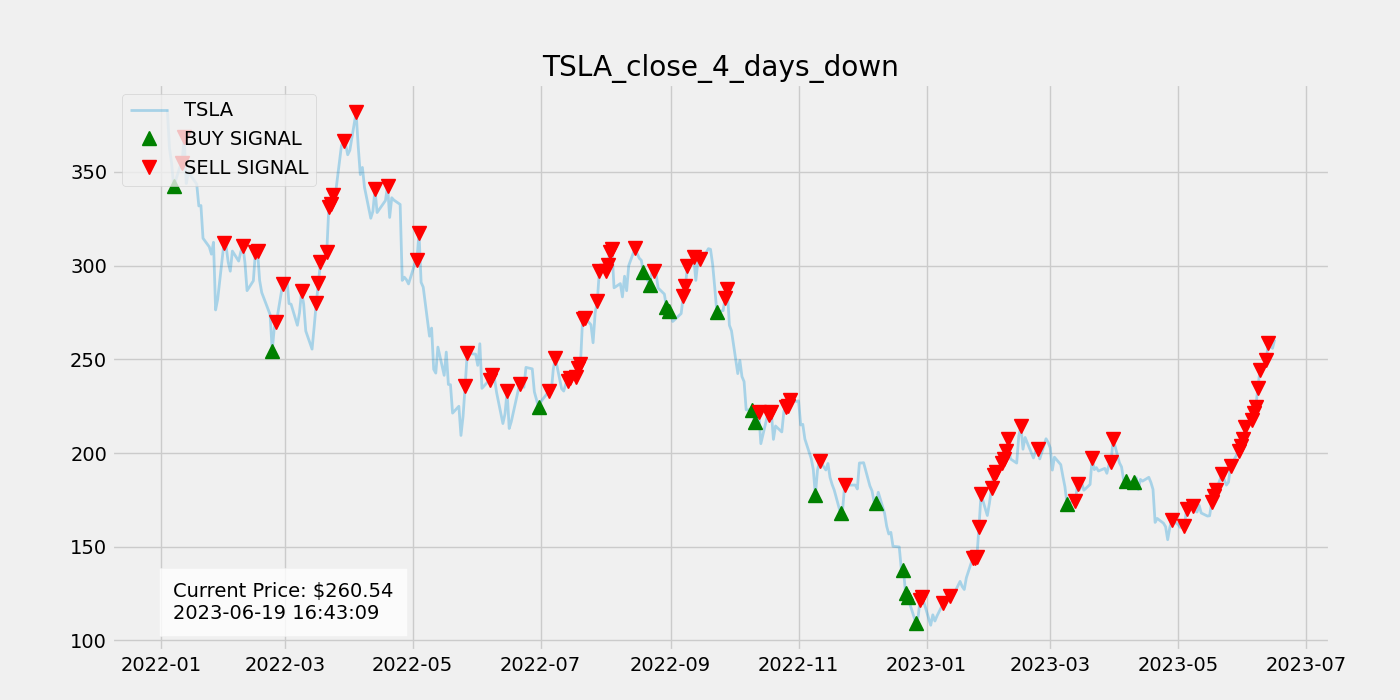 TSLA_close_4_days_down
TSLA
BUY SIGNAL
SELL SIGNAL
350
300
250
200
150
100
Current Price: $260.54
2023-06-19 16:43:09
2022-01 2022-03 2022-05 2022-07 2022-09 2022-11 2023-01 2023-03 2023-05 2023-07